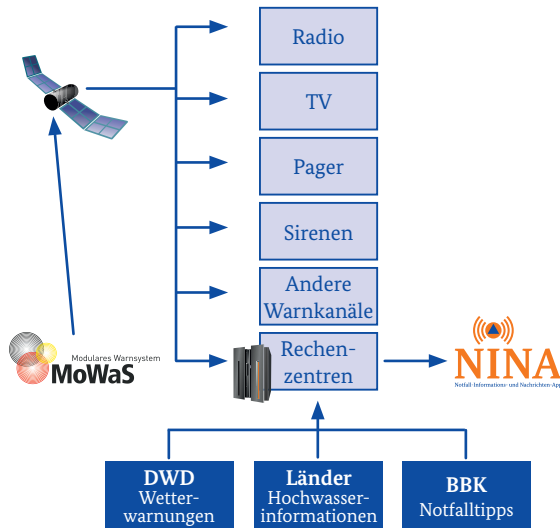 Radio
TV
Pager
Sirenen
Andere
Warnkanäle
Rechen-
zentren
Modulares Warnsystem
MoWaS
NINA
Notfall-Informations- und Nachrichten-App
DWD
Wetter-
warnungen
Länder
Hochwasser-
informationen
BBK
Notfalltipps